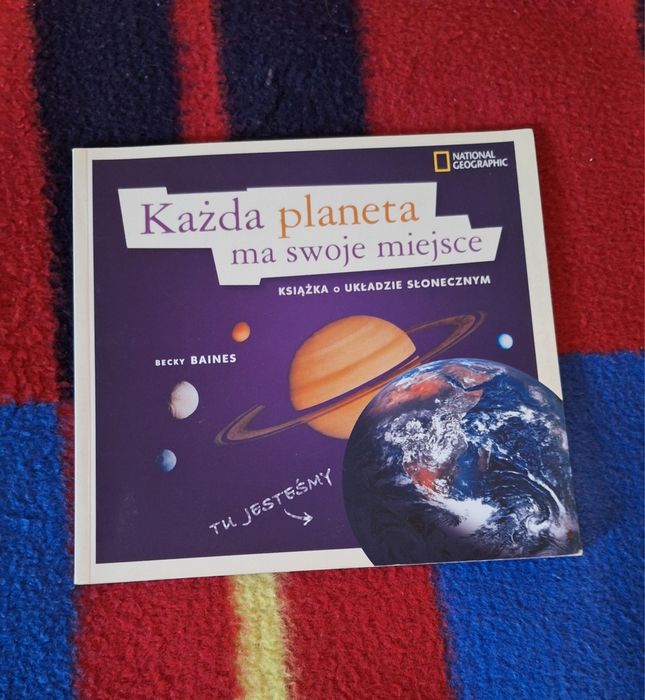 NATIONAL
GEOGRAPHIC
Każda planeta
ma swoje miejsce
KSIĄŻKA o UKŁADZIE SŁONECZNYM
BECKY BAINES
TU JESTEŚMY